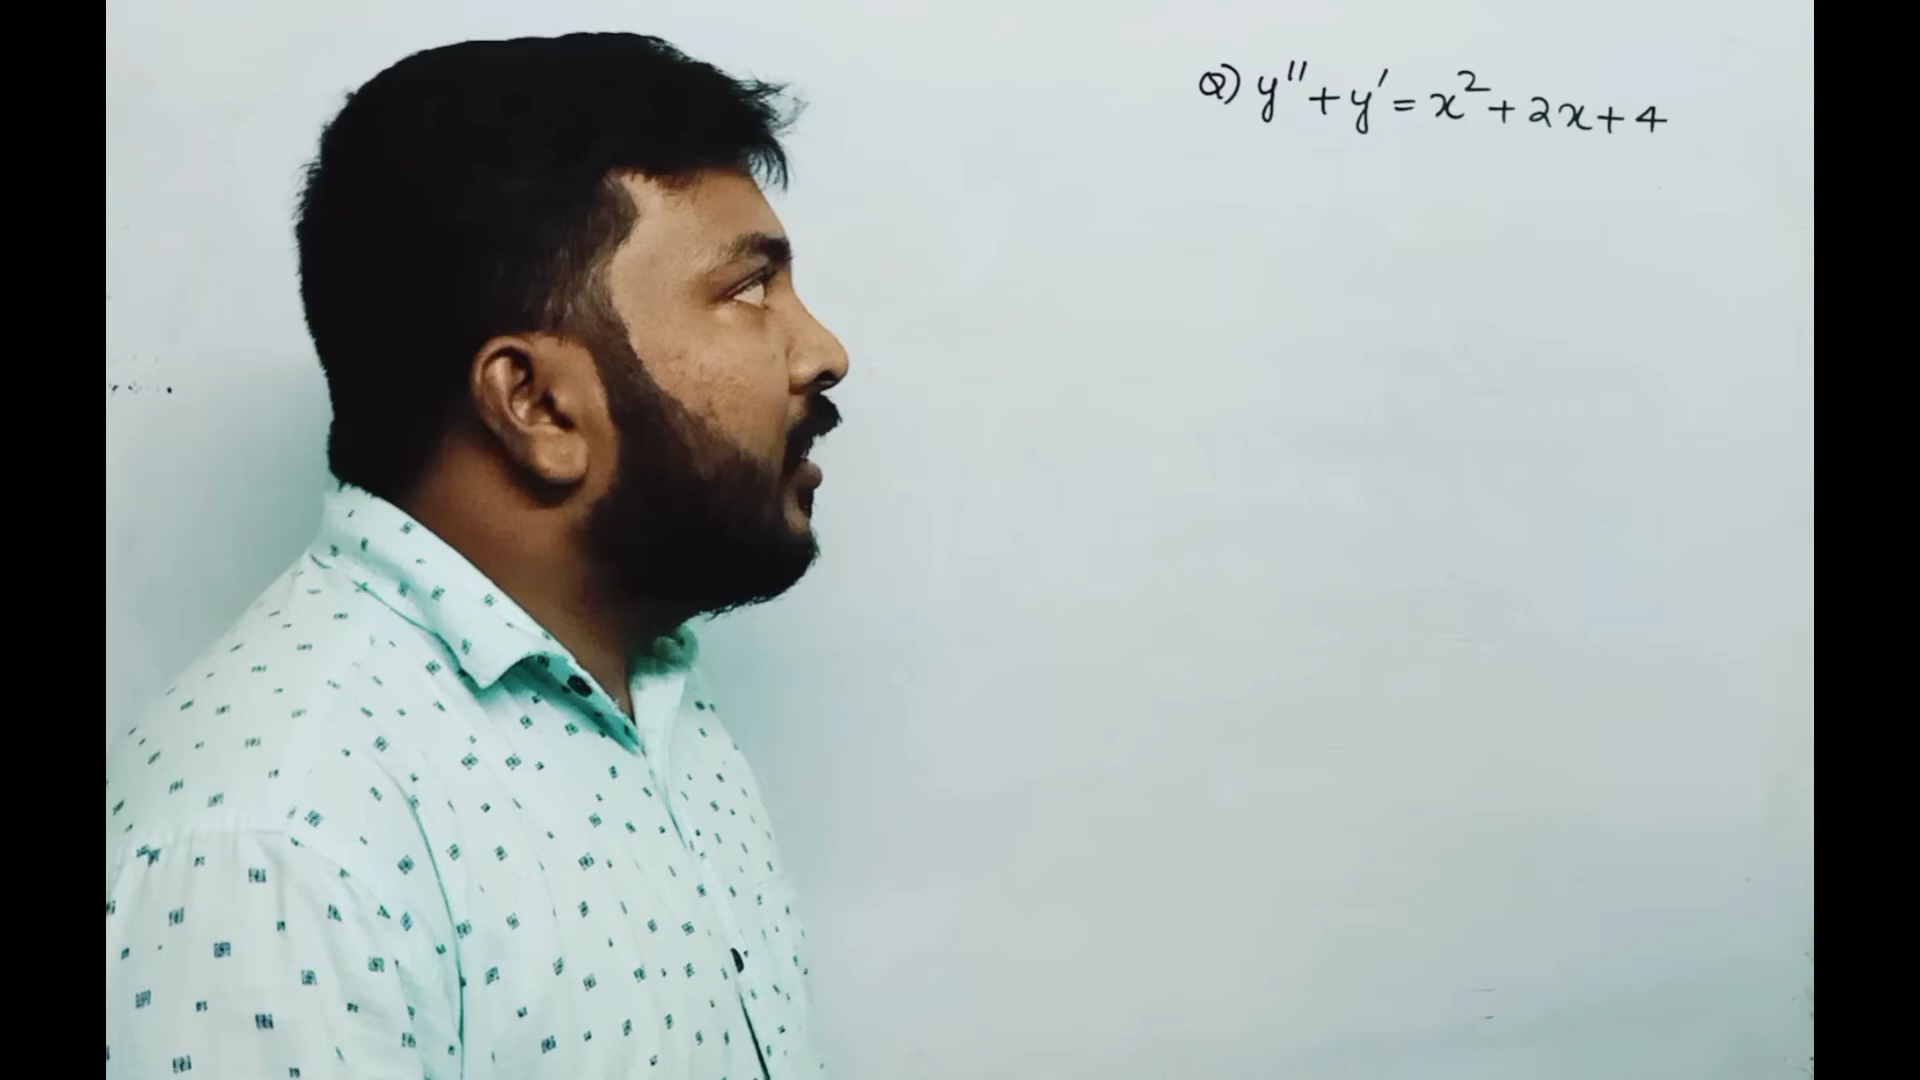 Q) y'' + y' = x² + 2x + 4